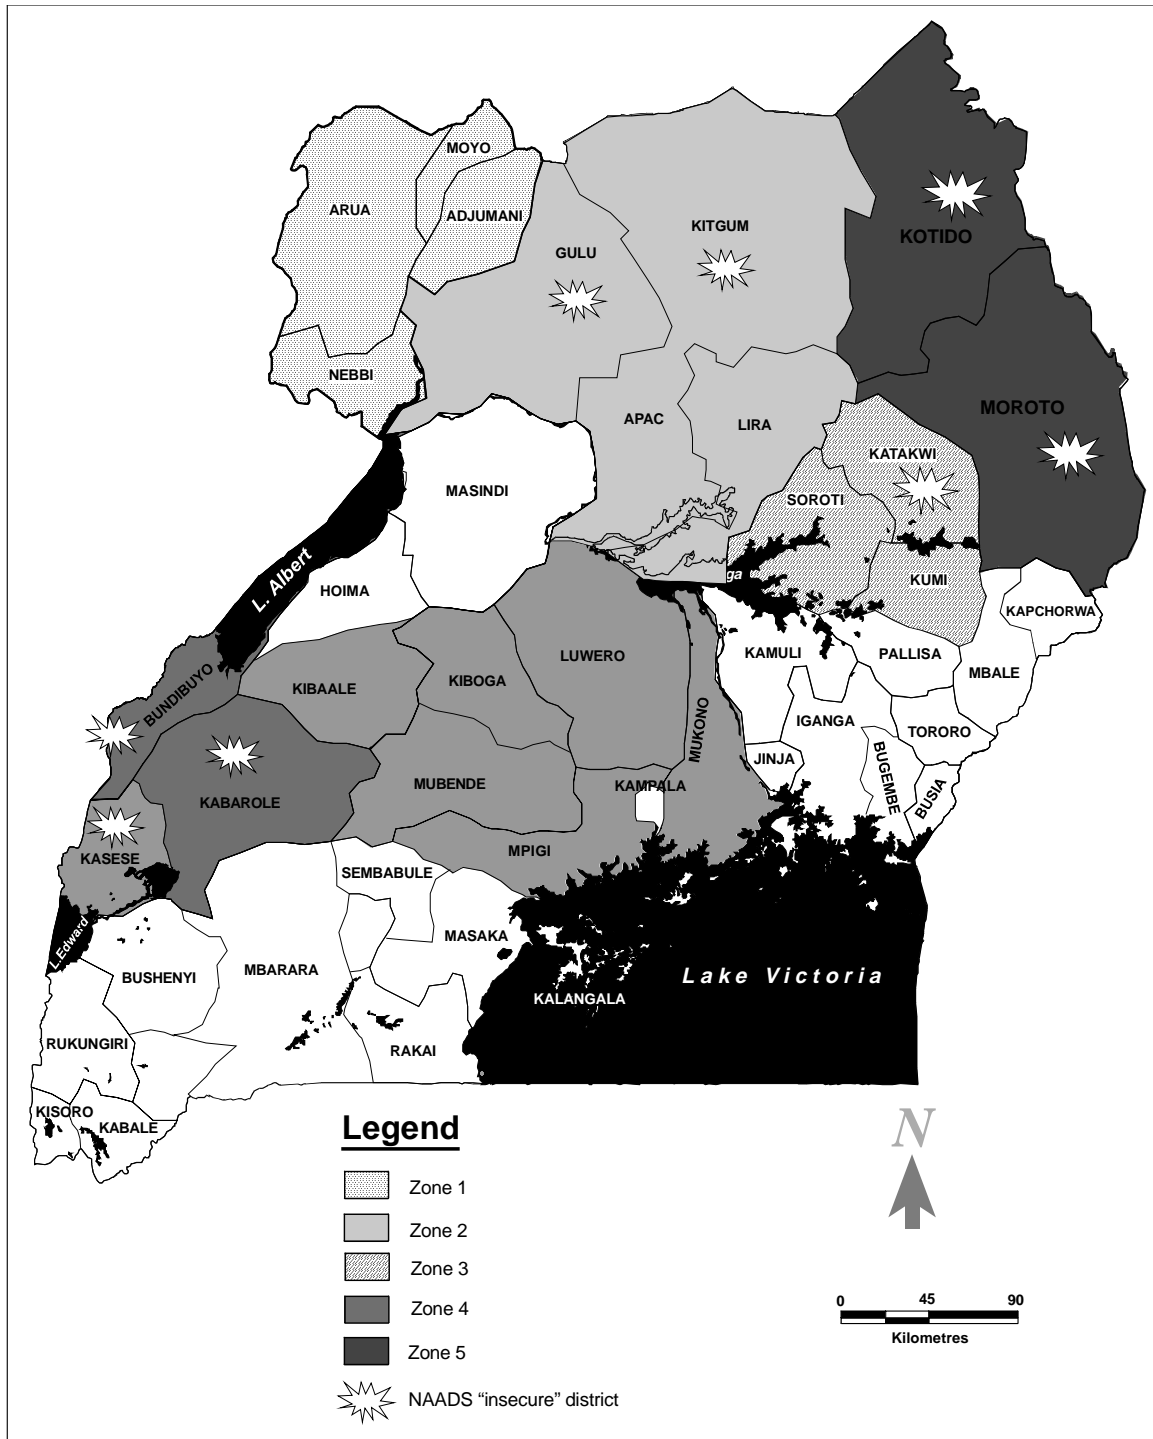 MOYO
ARUA
ADJUMANI
KITGUM
KOTIDO
GULU
NEBBI
MOROTO
APAC
LIRA
KATAKWI
MASINDI
SOROTI
L. Albert
ga
KUMI
HOIMA
KAPCHORWA
LUWERO
KAMULI
PALLISA
MBALE
KIBAALE
KIBOGA
BUNDIBUYO
MUKONO
IGANGA
TORORO
JINJA
BUGEMBE
BUSIA
MUBENDE
KAMPALA
KABAROLE
MPIGI
KASESE
SEMBABULE
L.Edward
MASAKA
MBARARA
BUSHENYI
Lake Victoria
KALANGALA
RUKUNGIRI
RAKAI
KISORO
KABALE
Legend
Zone 1
Zone 2
Zone 3
Zone 4
Zone 5
NAADS “insecure” district
N
0 45 90
Kilometres